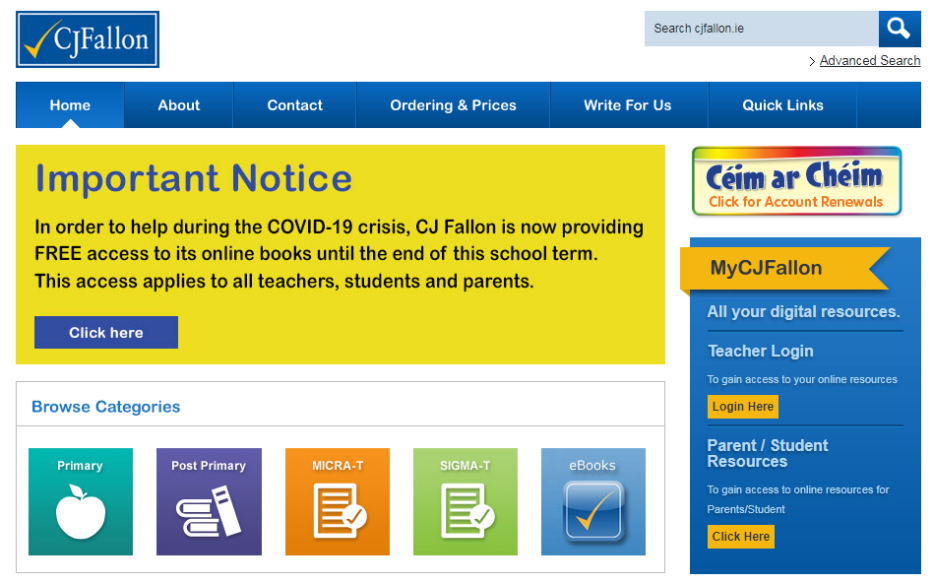 CJFallon
Search cjfallon.ie
> Advanced Search
Home About Contact Ordering & Prices Write For Us Quick Links
Important Notice
In order to help during the COVID-19 crisis, CJ Fallon is now providing
FREE access to its online books until the end of this school term.
This access applies to all teachers, students and parents.
Click here
Céim ar Chéim
Click for Account Renewals
MyCJFallon
All your digital resources.
Teacher Login
To gain access to your online resources
Login Here
Parent / Student
Resources
To gain access to online resources for
Parents/Student
Click Here
Browse Categories
Primary Post Primary MICRA-T SIGMA-T eBooks